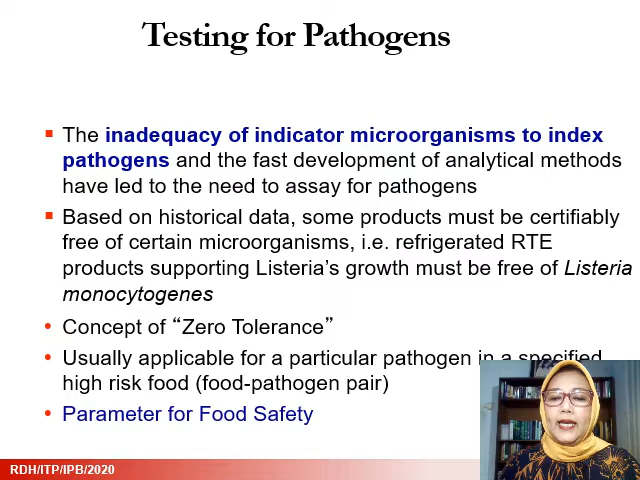 Testing for Pathogens
The inadequacy of indicator microorganisms to index
pathogens and the fast development of analytical methods
have led to the need to assay for pathogens
Based on historical data, some products must be certifiably
free of certain microorganisms, i.e. refrigerated RTE
products supporting Listeria's growth must be free of Listeria
monocytogenes
Concept of “Zero Tolerance”
Usually applicable for a particular pathogen in a specified
high risk food (food-pathogen pair)
Parameter for Food Safety
RDH/ITP/IPB/2020